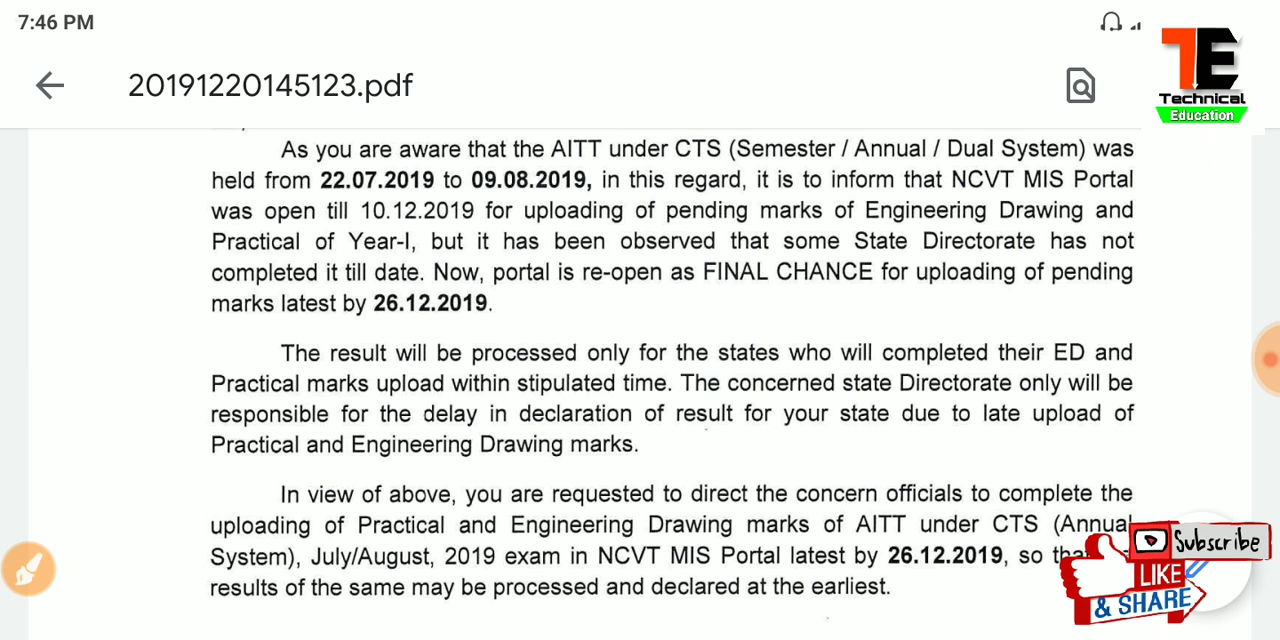 7:46 PM
20191220145123.pdf
TE
Technical
Education
As you are aware that the AITT under CTS (Semester / Annual / Dual System) was
held from 22.07.2019 to 09.08.2019, in this regard, it is to inform that NCVT MIS Portal
was open till 10.12.2019 for uploading of pending marks of Engineering Drawing and
Practical of Year-I, but it has been observed that some State Directorate has not
completed it till date. Now, portal is re-open as FINAL CHANCE for uploading of pending
marks latest by 26.12.2019.
The result will be processed only for the states who will completed their ED and
Practical marks upload within stipulated time. The concerned state Directorate only will be
responsible for the delay in declaration of result for your state due to late upload of
Practical and Engineering Drawing marks.
In view of above, you are requested to direct the concern officials to complete the
uploading of Practical and Engineering Drawing marks of AITT under CTS (Annual
System), July/August, 2019 exam in NCVT MIS Portal latest by 26.12.2019, so
results of the same may be processed and declared at the earliest.
Subscribe
LIKE
& SHARE